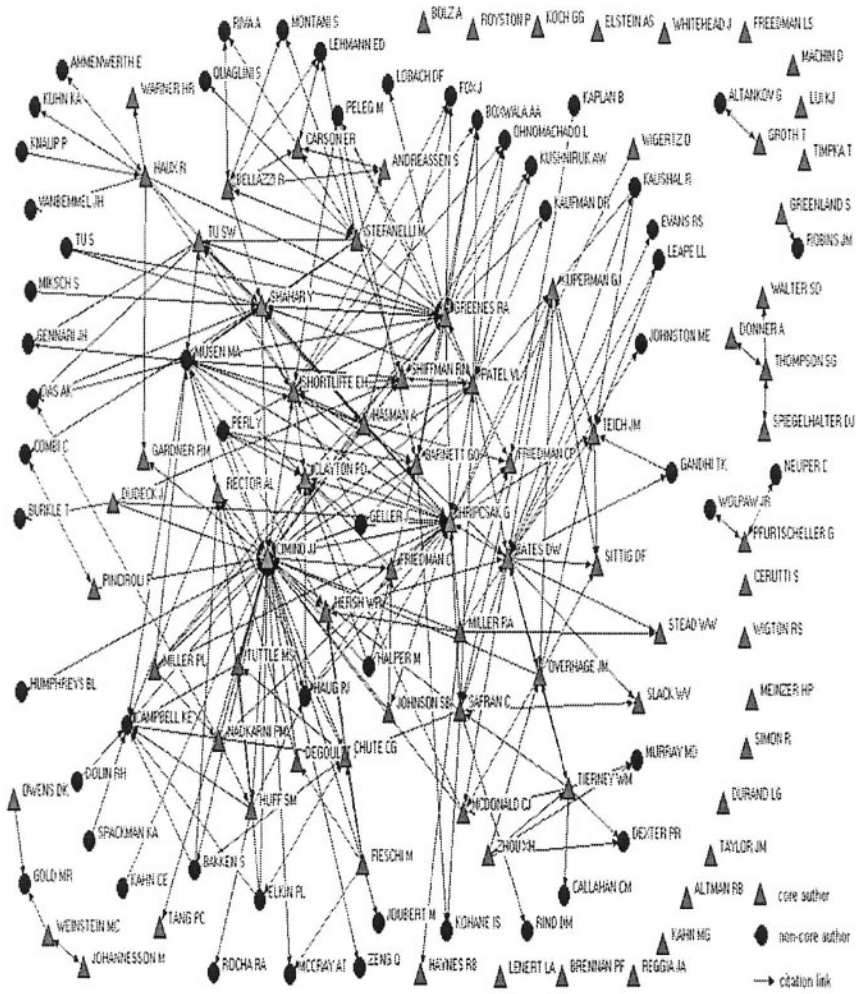 RIVA A
MONTANI S
BOLZ A
ROYSTON P
KOCH GG
ELSTEIN AS
WHITEHEAD J
FREEDMAN LS
LEHMANN ED
AMMENWERTH E
QUAGLINI S
LOBACH DF
FOX J
MACHIN D
KUHN KA
WARNER HR
PELEG M
BOXWALA AA
KAPLAN B
ALTANKOV G
LUI KJ
OHNOMACHADO L
KNAUP P
CARSON ER
WIGERTZ O
GROTH T
TIMPKA T
HAUX R
BELLAZZI R
ANDREASSEN S
KUSHNIRUK AW
KAUSHAL R
VANBEMMEL JH
KAUFMAN DR
GREENLAND S
TU SW
STEFANELLI M
EVANS RS
ROBINS JM
TU S
LEAPE LL
MIKSCH S
SHAHAR Y
GREENES RA
KUPERMAN GJ
WALTER SD
GENNARI JH
JOHNSTON ME
DONNER A
MUSEN MA
THOMPSON SG
DAS AK
SHORTLIFFE EH
SHIFFMAN RN
PATEL VL
HASMAN A
PERL Y
TEICH JM
SPIEGELHALTER DJ
COMBI C
GARDNER RM
CLAYTON PD
BARNETT GO
FRIEDMAN CP
GANDHI TK
NEUPER C
RECTOR AL
DUDECK J
WOLPAW JR
BURKLE T
GELLER J
HRIPCSAK G
PFURTSCHELLER G
CIMINO JJ
FRIEDMAN C
BATES DW
SITTIG DF
PINCIROLI F
CERUTTI S
HERSH WR
MILLER RA
STEAD WW
WIGTON RS
MILLER PL
TUTTLE MS
HALPER M
OVERHAGE JM
HUMPHREYS BL
HAUG PJ
JOHNSON SB
SAFRAN C
SLACK WV
MEINZER HP
CAMPBELL KE
NADKARNI PM
DEGOULET P
CHUTE CG
MURRAY MD
SIMON R
DOLIN RH
TIERNEY WM
OWENS DK
HUFF SM
MCDONALD CJ
DURAND LG
SPACKMAN KA
DEXTER PR
ZHOU XH
TAYLOR JM
BAKKEN S
FIESCHI M
GOLD MR
KAHN CE
ELKIN PL
CALLAHAN CM
ALTMAN RB
core author
WEINSTEIN MC
TANG PC
JOUBERT M
KOHANE IS
RIND DM
non-core author
KAHN MG
JOHANNESSON M
ROCHA RA
MCCRAY AT
ZENG Q
HAYNES RB
LENERT LA
BRENNAN PF
REGGIA JA
citation link